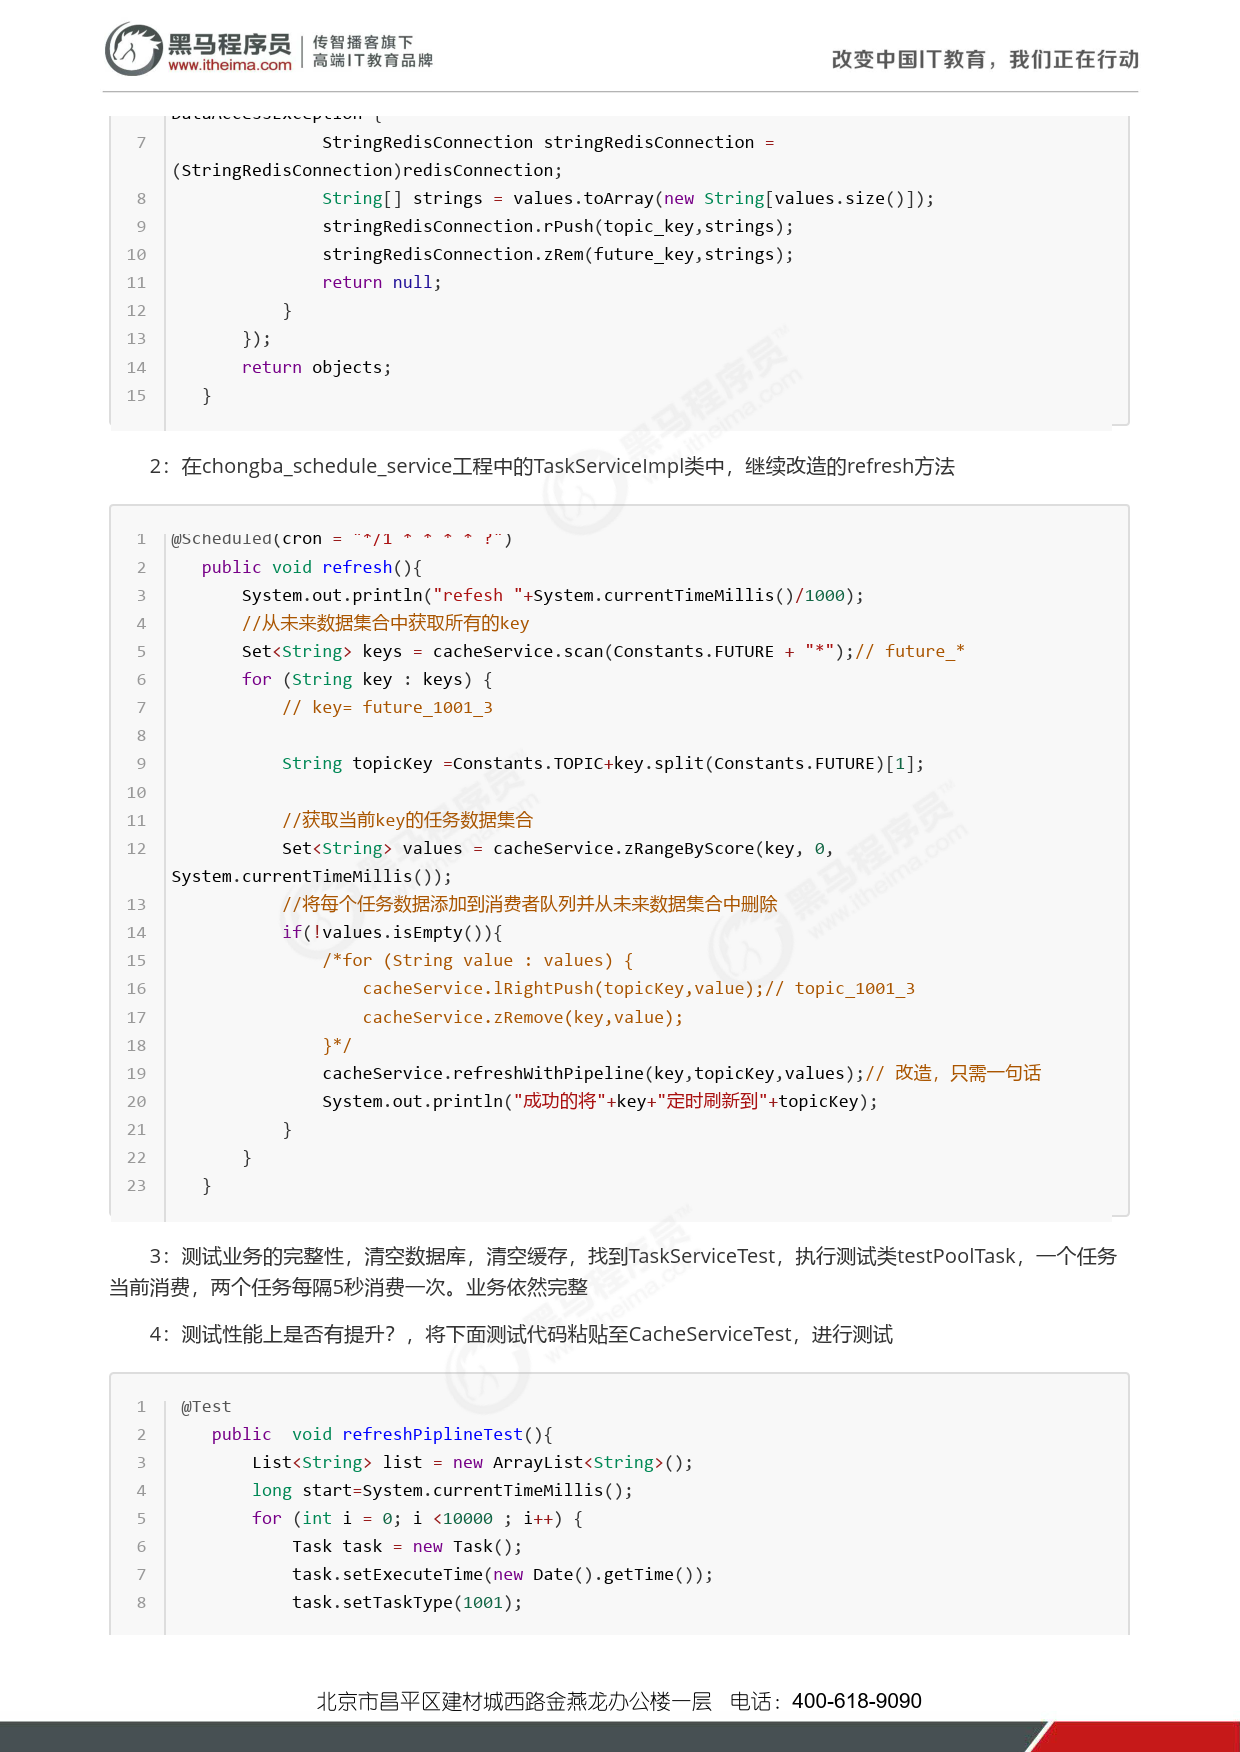 黑马程序员
www.itheima.com
传智播客旗下
高端IT教育品牌
改变中国IT教育，我们正在行动
DataAccessException {
7 StringRedisConnection stringRedisConnection =
(StringRedisConnection)redisConnection;
8 String[] strings = values.toArray(new String[values.size()]);
9 stringRedisConnection.rPush(topic_key,strings);
10 stringRedisConnection.zRem(future_key,strings);
11 return null;
12 }
13 });
14 return objects;
15 }
2：在chongba_schedule_service工程中的TaskServiceImpl类中，继续改造的refresh方法
1 @Scheduled(cron = "*/1 * * * * ?")
2 public void refresh(){
3 System.out.println("refesh "+System.currentTimeMillis()/1000);
4 //从未来数据集合中获取所有的key
5 Set<String> keys = cacheService.scan(Constants.FUTURE + "*");// future_*
6 for (String key : keys) {
7 // key= future_1001_3
8
9 String topicKey =Constants.TOPIC+key.split(Constants.FUTURE)[1];
10
11 //获取当前key的任务数据集合
12 Set<String> values = cacheService.zRangeByScore(key, 0,
System.currentTimeMillis());
13 //将每个任务数据添加到消费者队列并从未来数据集合中删除
14 if(!values.isEmpty()){
15 /*for (String value : values) {
16 cacheService.lRightPush(topicKey,value);// topic_1001_3
17 cacheService.zRemove(key,value);
18 }*/
19 cacheService.refreshWithPipeline(key,topicKey,values);// 改造，只需一句话
20 System.out.println("成功的将"+key+"定时刷新到"+topicKey);
21 }
22 }
23 }
3：测试业务的完整性，清空数据库，清空缓存，找到TaskServiceTest，执行测试类testPoolTask，一个任务
当前消费，两个任务每隔5秒消费一次。业务依然完整
4：测试性能上是否有提升？，将下面测试代码粘贴至CacheServiceTest，进行测试
1 @Test
2 public  void refreshPiplineTest(){
3 List<String> list = new ArrayList<String>();
4 long start=System.currentTimeMillis();
5 for (int i = 0; i <10000 ; i++) {
6 Task task = new Task();
7 task.setExecuteTime(new Date().getTime());
8 task.setTaskType(1001);
北京市昌平区建材城西路金燕龙办公楼一层 电话：400-618-9090